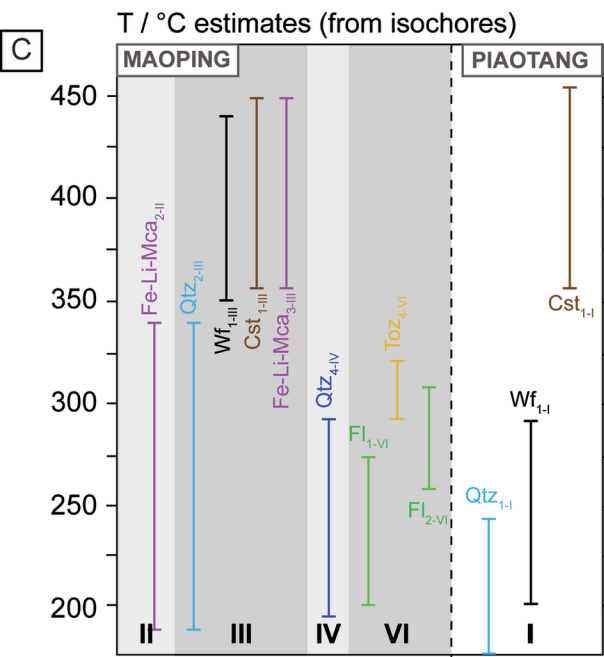 T / °C estimates (from isochores)
C
MAOPING
PIAOTANG
450
400
350
300
250
200
Fe-Li-Mca2-II
Qtz2-III
Wf1-III
Cst1-III
Fe-Li-Mca3-III
Qtz4-IV
Fl1-VI
Toz4-VI
Fl2-VI
Qtz1-I
Wf1-I
Cst1-I
II
III
IV
VI
I